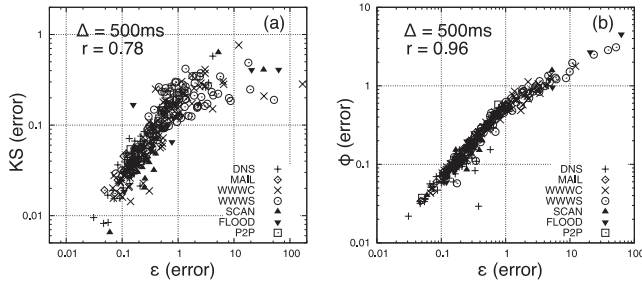 (a)
Δ = 500ms
r = 0.78
KS (error)
1
0.1
0.01
DNS
MAIL
WWWC
WWWS
SCAN
FLOOD
P2P
0.01 0.1 1 10 100
ε (error)
(b)
Δ = 500ms
r = 0.96
ϕ (error)
10
1
0.1
0.01
DNS
MAIL
WWWC
WWWS
SCAN
FLOOD
P2P
0.01 0.1 1 10 100
ε (error)